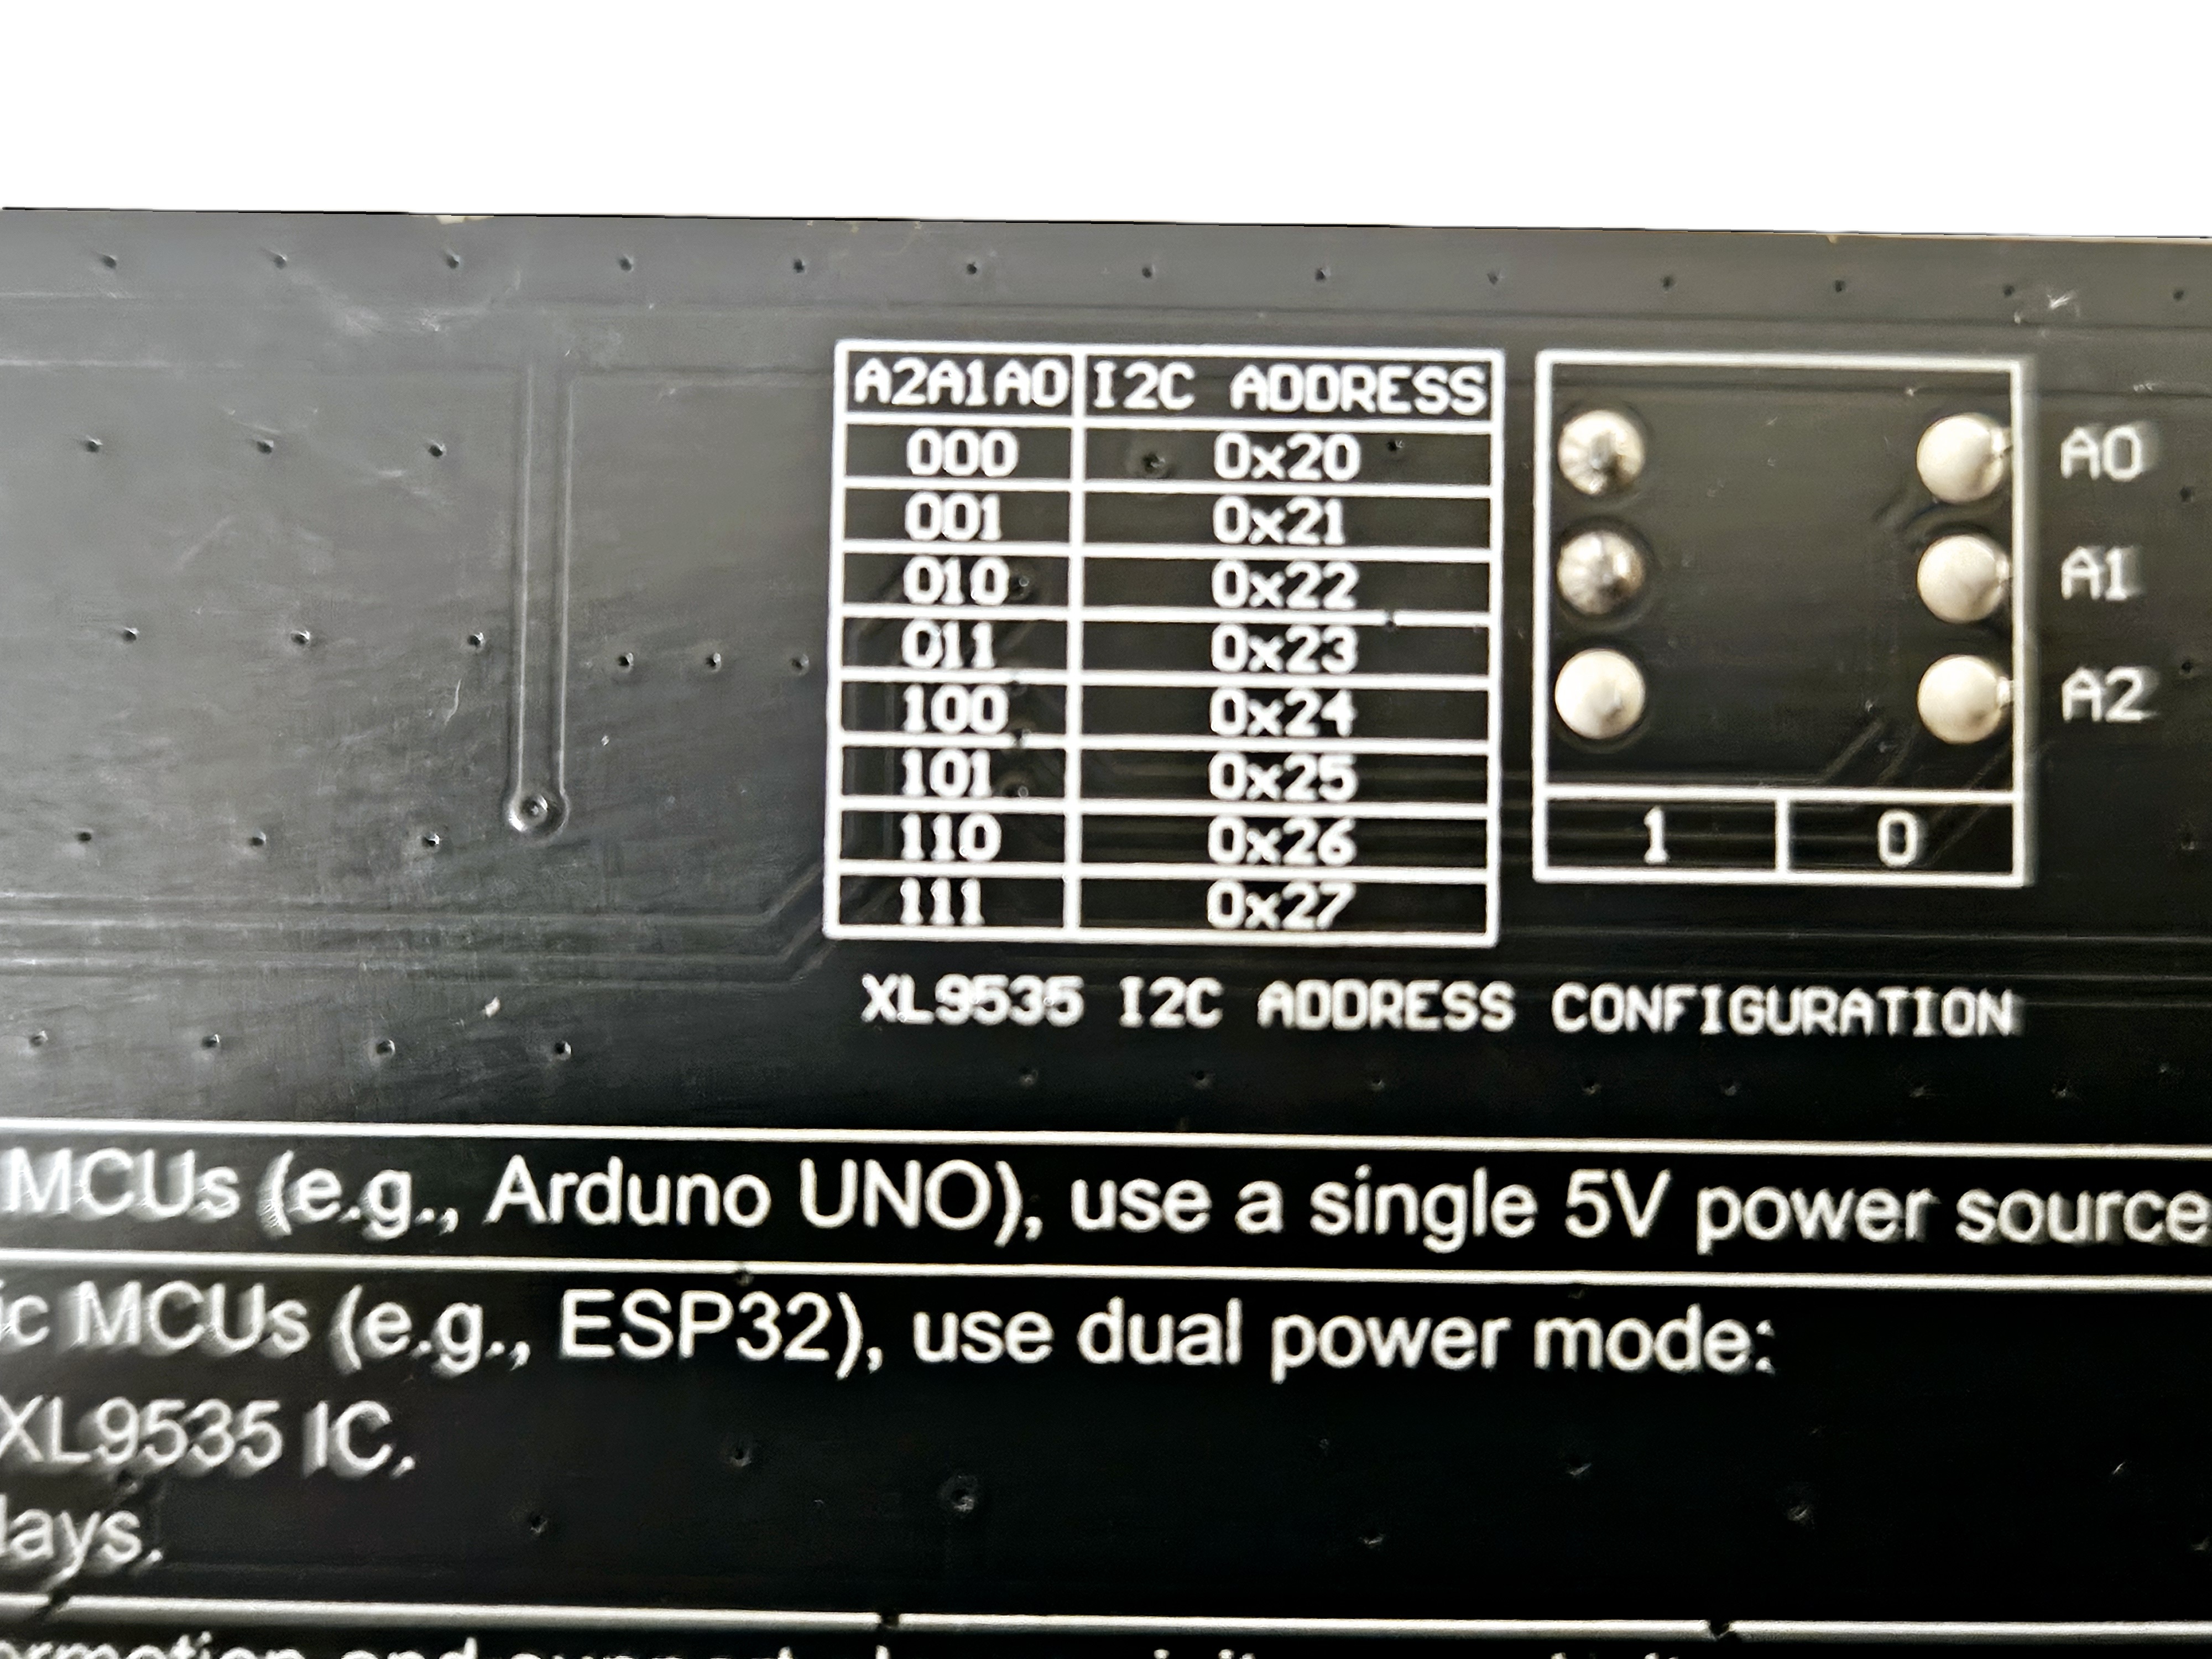 A2A1A0 I2C ADDRESS
000 0x20
001 0x21
010 0x22
011 0x23
100 0x24
101 0x25
110 0x26
111 0x27
A0
A1
A2
1 0
XL9535 I2C ADDRESS CONFIGURATION
MCUs (e.g., Arduno UNO), use a single 5V power source
ic MCUs (e.g., ESP32), use dual power mode:
XL9535 IC,
lays.